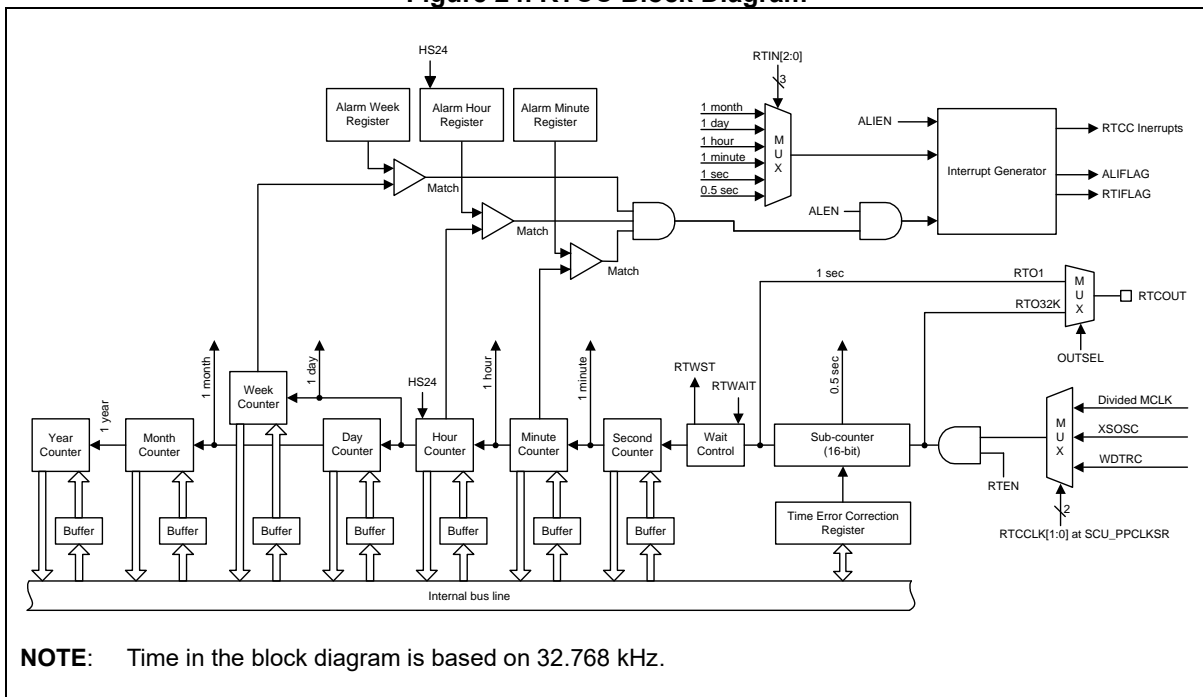 Figure 24. RTCC Block Diagram
HS24
RTIN[2:0]
3
Alarm Week
Register
Alarm Hour
Register
Alarm Minute
Register
1 month
1 day
1 hour
1 minute
1 sec
0.5 sec
M
U
X
ALIEN
Interrupt Generator
RTCC Inerrupts
ALIFLAG
RTIFLAG
Match
Match
Match
ALEN
1 sec
RTO1
RTO32K
M
U
X
RTCOUT
OUTSEL
1 month
1 day
1 hour
1 minute
0.5 sec
RTWST
RTWAIT
HS24
Week
Counter
1 year
Year
Counter
Month
Counter
Day
Counter
Hour
Counter
Minute
Counter
Second
Counter
Wait
Control
Sub-counter
(16-bit)
RTEN
M
U
X
Divided MCLK
XSOSC
WDTRC
2
RTCCLK[1:0] at SCU_PPCLKSR
Buffer
Buffer
Buffer
Buffer
Buffer
Buffer
Buffer
Time Error Correction
Register
Internal bus line
NOTE: Time in the block diagram is based on 32.768 kHz.